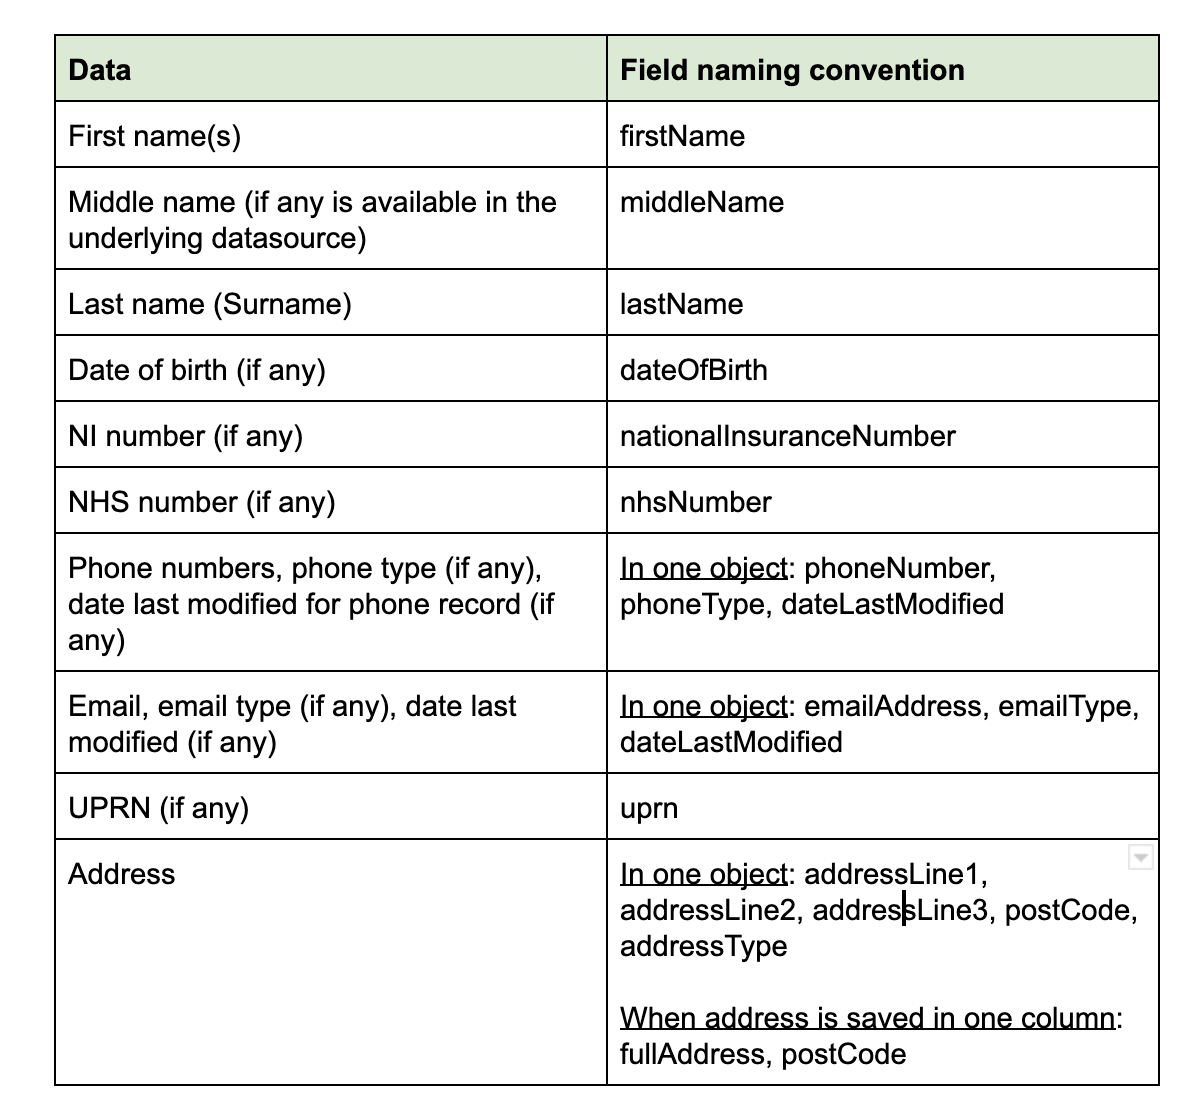 Data
Field naming convention
First name(s)
firstName
Middle name (if any is available in the
underlying datasource)
middleName
Last name (Surname)
lastName
Date of birth (if any)
dateOfBirth
NI number (if any)
nationalInsuranceNumber
NHS number (if any)
nhsNumber
Phone numbers, phone type (if any),
date last modified for phone record (if
any)
In one object: phoneNumber,
phoneType, dateLastModified
Email, email type (if any), date last
modified (if any)
In one object: emailAddress, emailType,
dateLastModified
UPRN (if any)
uprn
Address
In one object: addressLine1,
addressLine2, addressLine3, postCode,
addressType
When address is saved in one column:
fullAddress, postCode